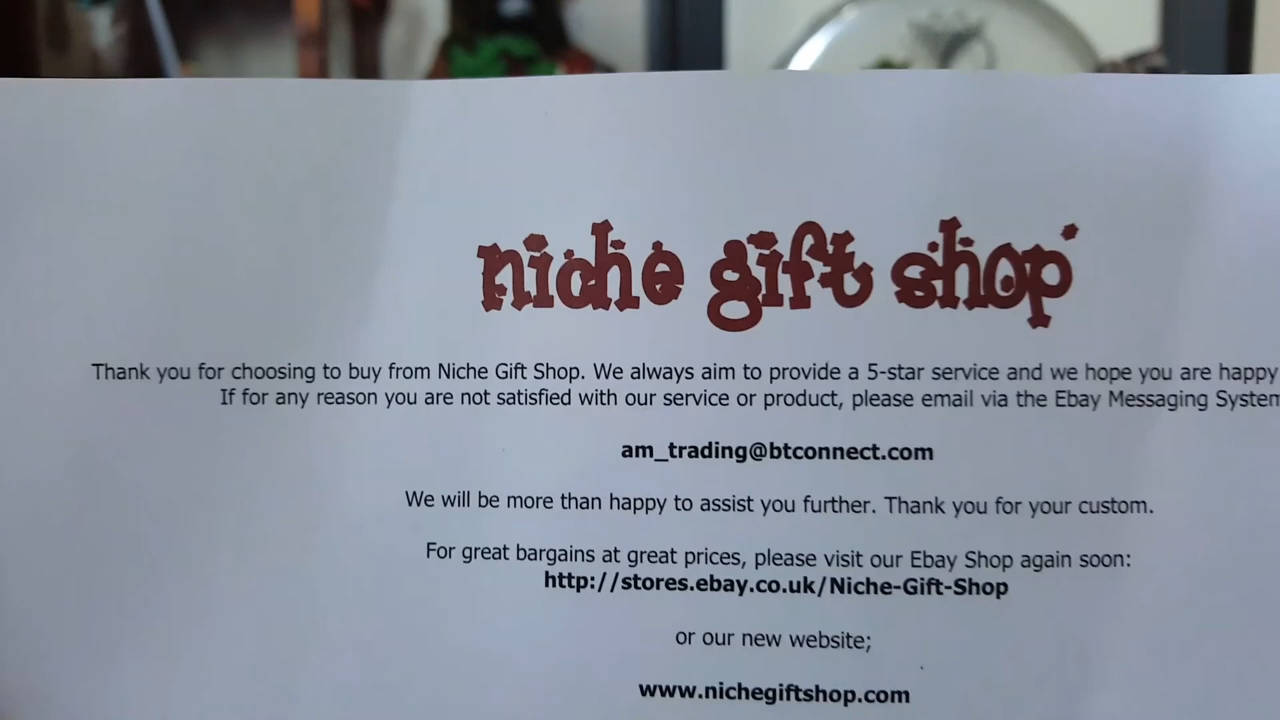 niche gift shop
Thank you for choosing to buy from Niche Gift Shop. We always aim to provide a 5-star service and we hope you are happy
If for any reason you are not satisfied with our service or product, please email via the Ebay Messaging System
am_trading@btconnect.com
We will be more than happy to assist you further. Thank you for your custom.
For great bargains at great prices, please visit our Ebay Shop again soon:
http://stores.ebay.co.uk/Niche-Gift-Shop
or our new website;
www.nichegiftshop.com